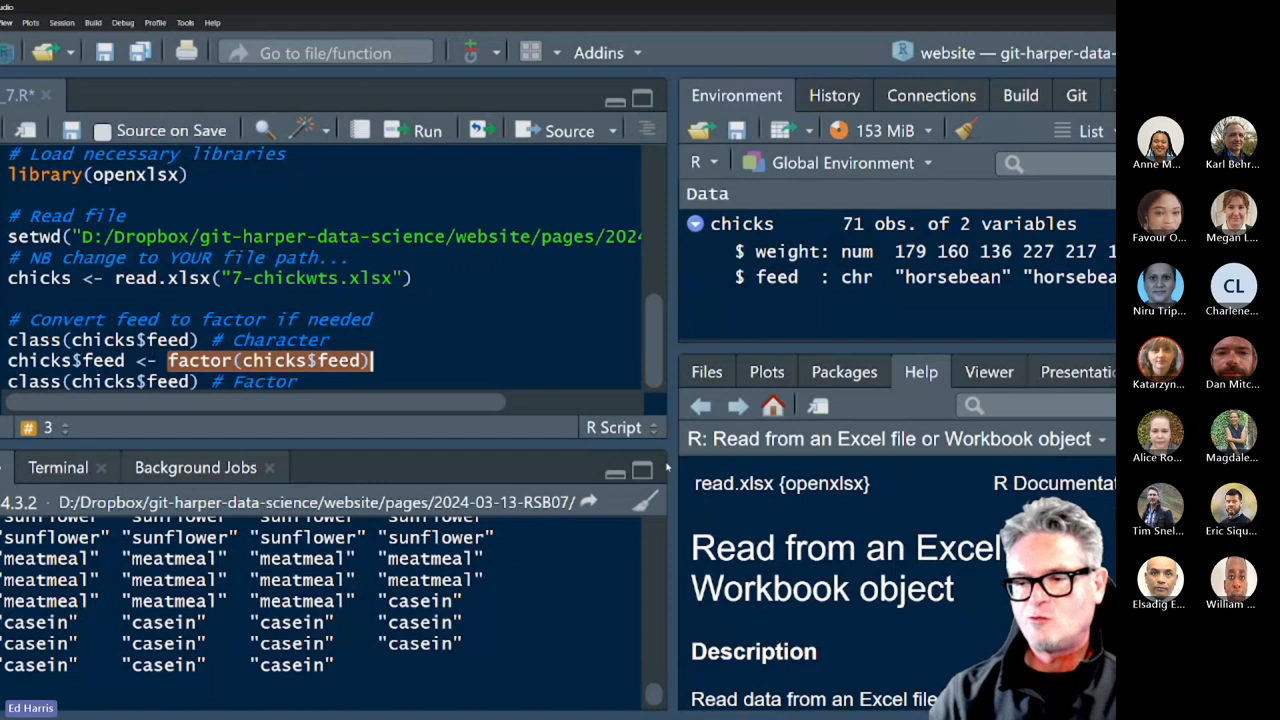 udio
View Plots Session Build Debug Profile Tools Help
Go to file/function
Addins
website — git-harper-data-
_7.R*
Source on Save
Run
Source
# Load necessary libraries
library(openxlsx)
# Read file
setwd("D:/Dropbox/git-harper-data-science/website/pages/2024
# NB change to YOUR file path...
chicks <- read.xlsx("7-chickwts.xlsx")
# Convert feed to factor if needed
class(chicks$feed) # Character
chicks$feed <- factor(chicks$feed)
class(chicks$feed) # Factor
# 3
R Script
Terminal
Background Jobs
4.3.2 D:/Dropbox/git-harper-data-science/website/pages/2024-03-13-RSB07/
"sunflower" "sunflower" "sunflower" "sunflower"
"sunflower" "sunflower" "sunflower" "sunflower"
"meatmeal" "meatmeal" "meatmeal" "meatmeal"
"meatmeal" "meatmeal" "meatmeal" "meatmeal"
"meatmeal" "meatmeal" "meatmeal" "casein"
"casein" "casein" "casein" "casein"
"casein" "casein" "casein" "casein"
"casein" "casein" "casein"
Ed Harris
Environment History Connections Build Git
153 MiB
List
R
Global Environment
Data
chicks 71 obs. of 2 variables
$ weight: num 179 160 136 227 217 1
$ feed : chr "horsebean" "horsebean"
Files Plots Packages Help Viewer Presentati
R: Read from an Excel file or Workbook object
read.xlsx {openxlsx}
R Documentat
Read from an Excel
Workbook object
Description
Read data from an Excel file
Anne M...
Karl Behr...
Favour O...
Megan L...
Niru Trip...
CL
Charlene...
Katarzyn...
Dan Mitc...
Alice Ro...
Magdale...
Tim Snel...
Eric Siqu...
Elsadig E...
William ...